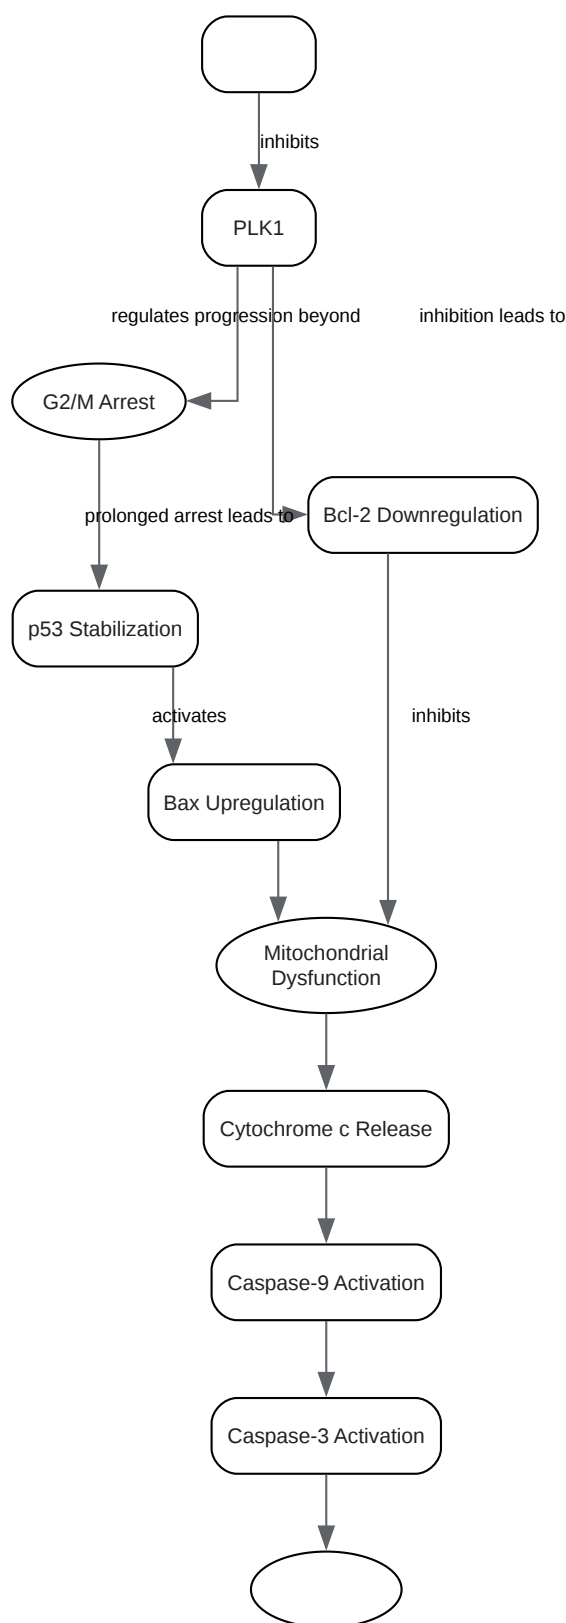 inhibits
PLK1
regulates progression beyond
inhibition leads to
G2/M Arrest
prolonged arrest leads to
Bcl-2 Downregulation
p53 Stabilization
activates
inhibits
Bax Upregulation
Mitochondrial
Dysfunction
Cytochrome c Release
Caspase-9 Activation
Caspase-3 Activation